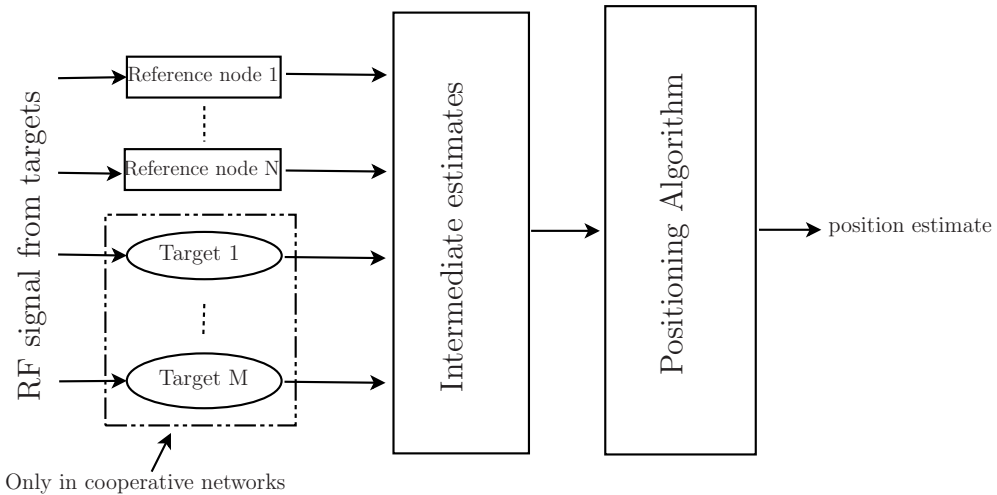 RF signal from targets
Reference node 1
Reference node N
Target 1
Target M
Only in cooperative networks
Intermediate estimates
Positioning Algorithm
position estimate